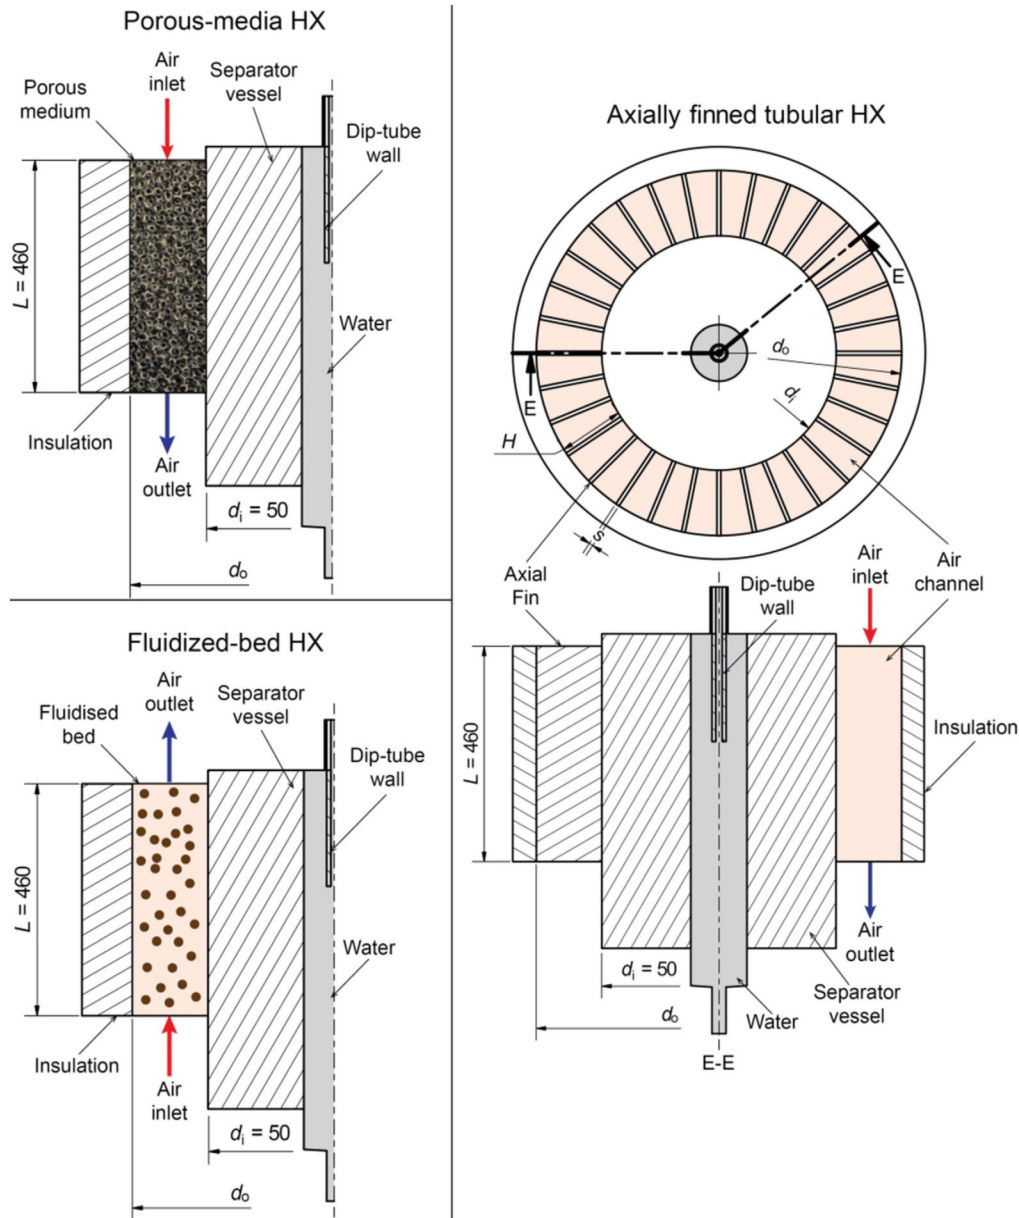 Porous-media HX
Air
inlet
Separator
vessel
Porous
medium
Dip-tube
wall
L = 460
Water
Insulation
Air
outlet
di = 50
do
Fluidized-bed HX
Air
outlet
Separator
vessel
Fluidised
bed
Dip-tube
wall
L = 460
Water
Insulation
Air
inlet
di = 50
do
Axially finned tubular HX
E
do
E
di
H
s
Axial
Fin
Dip-tube
wall
Air
inlet
Air
channel
L = 460
Insulation
Air
outlet
di = 50
Separator
vessel
do
Water
E-E